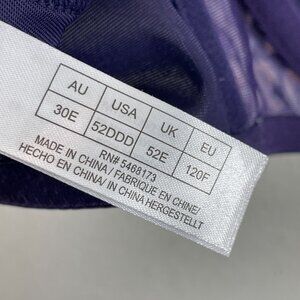 AU USA UK EU
30E 52DDD 52E 120F
RN# 5468173
MADE IN CHINA / FABRIQUÉ EN CHINE/
HECHO EN CHINA/ IN CHINA HERGESTELLT